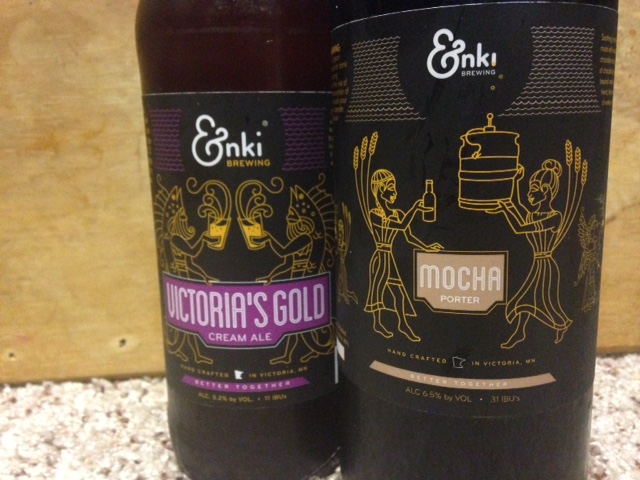 &nki
BREWING
VICTORIA'S GOLD
CREAM ALE
HAND CRAFTED IN VICTORIA, MN
BETTER TOGETHER
ALC. 5.2% by VOL. • 11 IBU's
&nki
BREWING
MOCHA
PORTER
HAND CRAFTED IN VICTORIA, MN
BETTER TOGETHER
ALC 6.5% by VOL • 31 IBU's